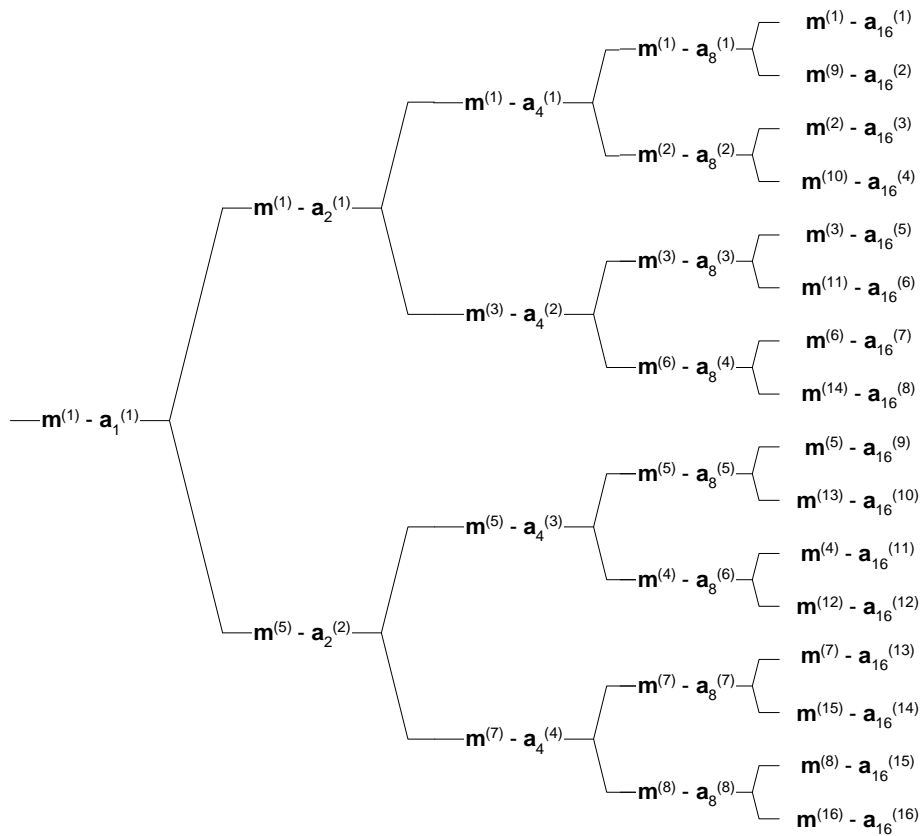 m(1) - a16(1)
m(1) - a8(1)
m(9) - a16(2)
m(1) - a4(1)
m(2) - a16(3)
m(2) - a8(2)
m(10) - a16(4)
m(1) - a2(1)
m(3) - a16(5)
m(3) - a8(3)
m(11) - a16(6)
m(3) - a4(2)
m(6) - a16(7)
m(6) - a8(4)
m(14) - a16(8)
m(1) - a1(1)
m(5) - a16(9)
m(5) - a8(5)
m(13) - a16(10)
m(5) - a4(3)
m(4) - a16(11)
m(4) - a8(6)
m(12) - a16(12)
m(5) - a2(2)
m(7) - a16(13)
m(7) - a8(7)
m(15) - a16(14)
m(7) - a4(4)
m(8) - a16(15)
m(8) - a8(8)
m(16) - a16(16)